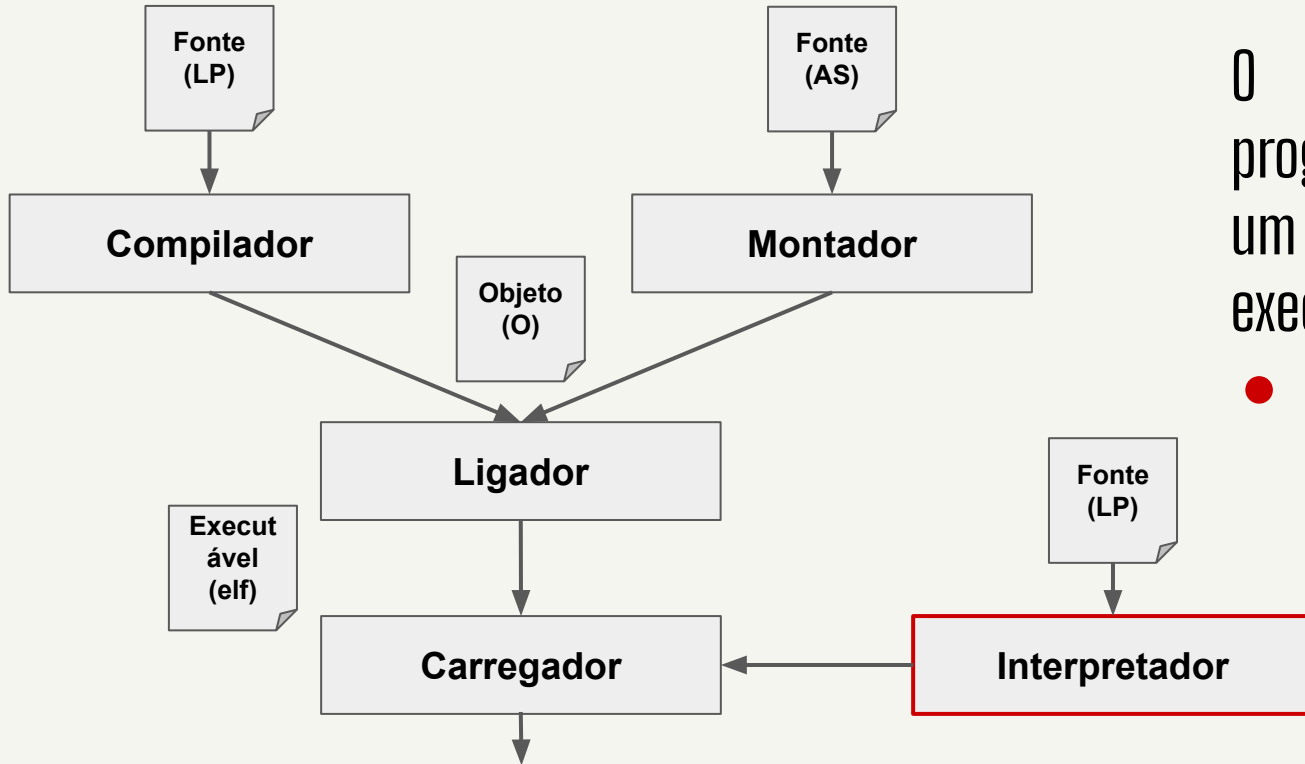 Fonte
(LP)
Fonte
(AS)
Compilador
Montador
Objeto
(O)
Ligador
Execut
ável
(elf)
Fonte
(LP)
Carregador
Interpretador
O
um